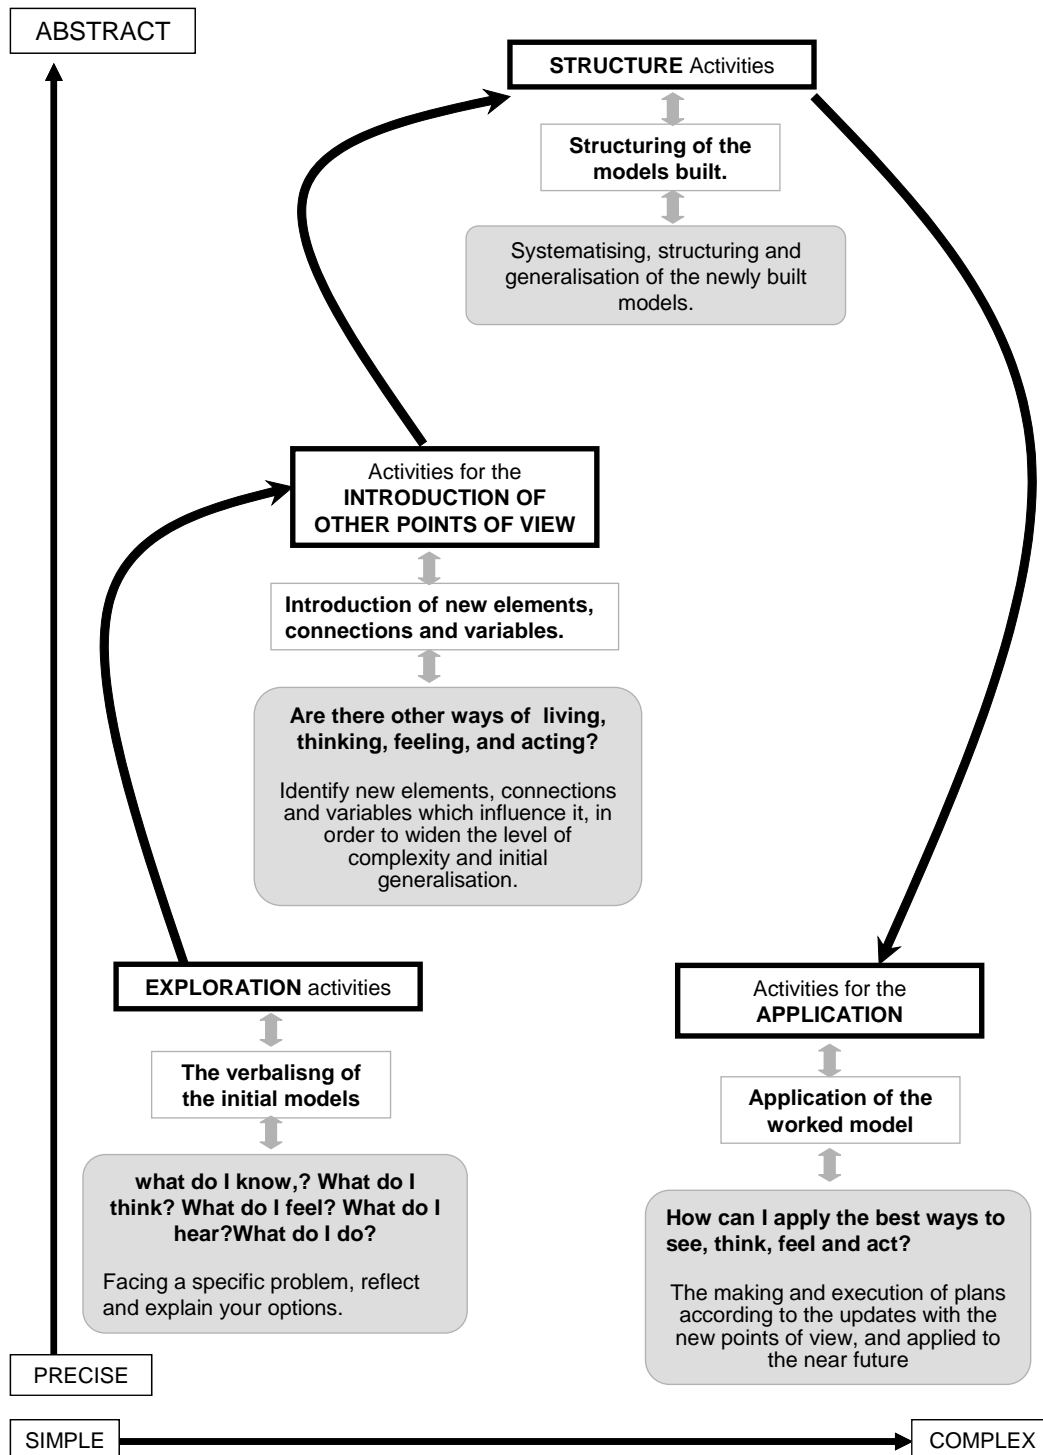 ABSTRACT
STRUCTURE Activities
Structuring of the
models built.
Systematising, structuring and
generalisation of the newly built
models.
Activities for the
INTRODUCTION OF
OTHER POINTS OF VIEW
Introduction of new elements,
connections and variables.
Are there other ways of living,
thinking, feeling, and acting?
Identify new elements, connections
and variables which influence it, in
order to widen the level of
complexity and initial
generalisation.
EXPLORATION activities
The verbalisng of
the initial models
what do I know,? What do I
think? What do I feel? What do I
hear?What do I do?
Facing a specific problem, reflect
and explain your options.
Activities for the
APPLICATION
Application of the
worked model
How can I apply the best ways to
see, think, feel and act?
The making and execution of plans
according to the updates with the
new points of view, and applied to
the near future
PRECISE
SIMPLE
COMPLEX